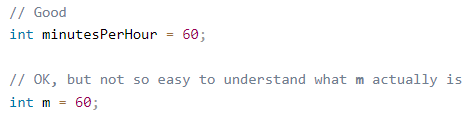 // Good
int minutesPerHour = 60;
// OK, but not so easy to understand what m actually is
int m = 60;